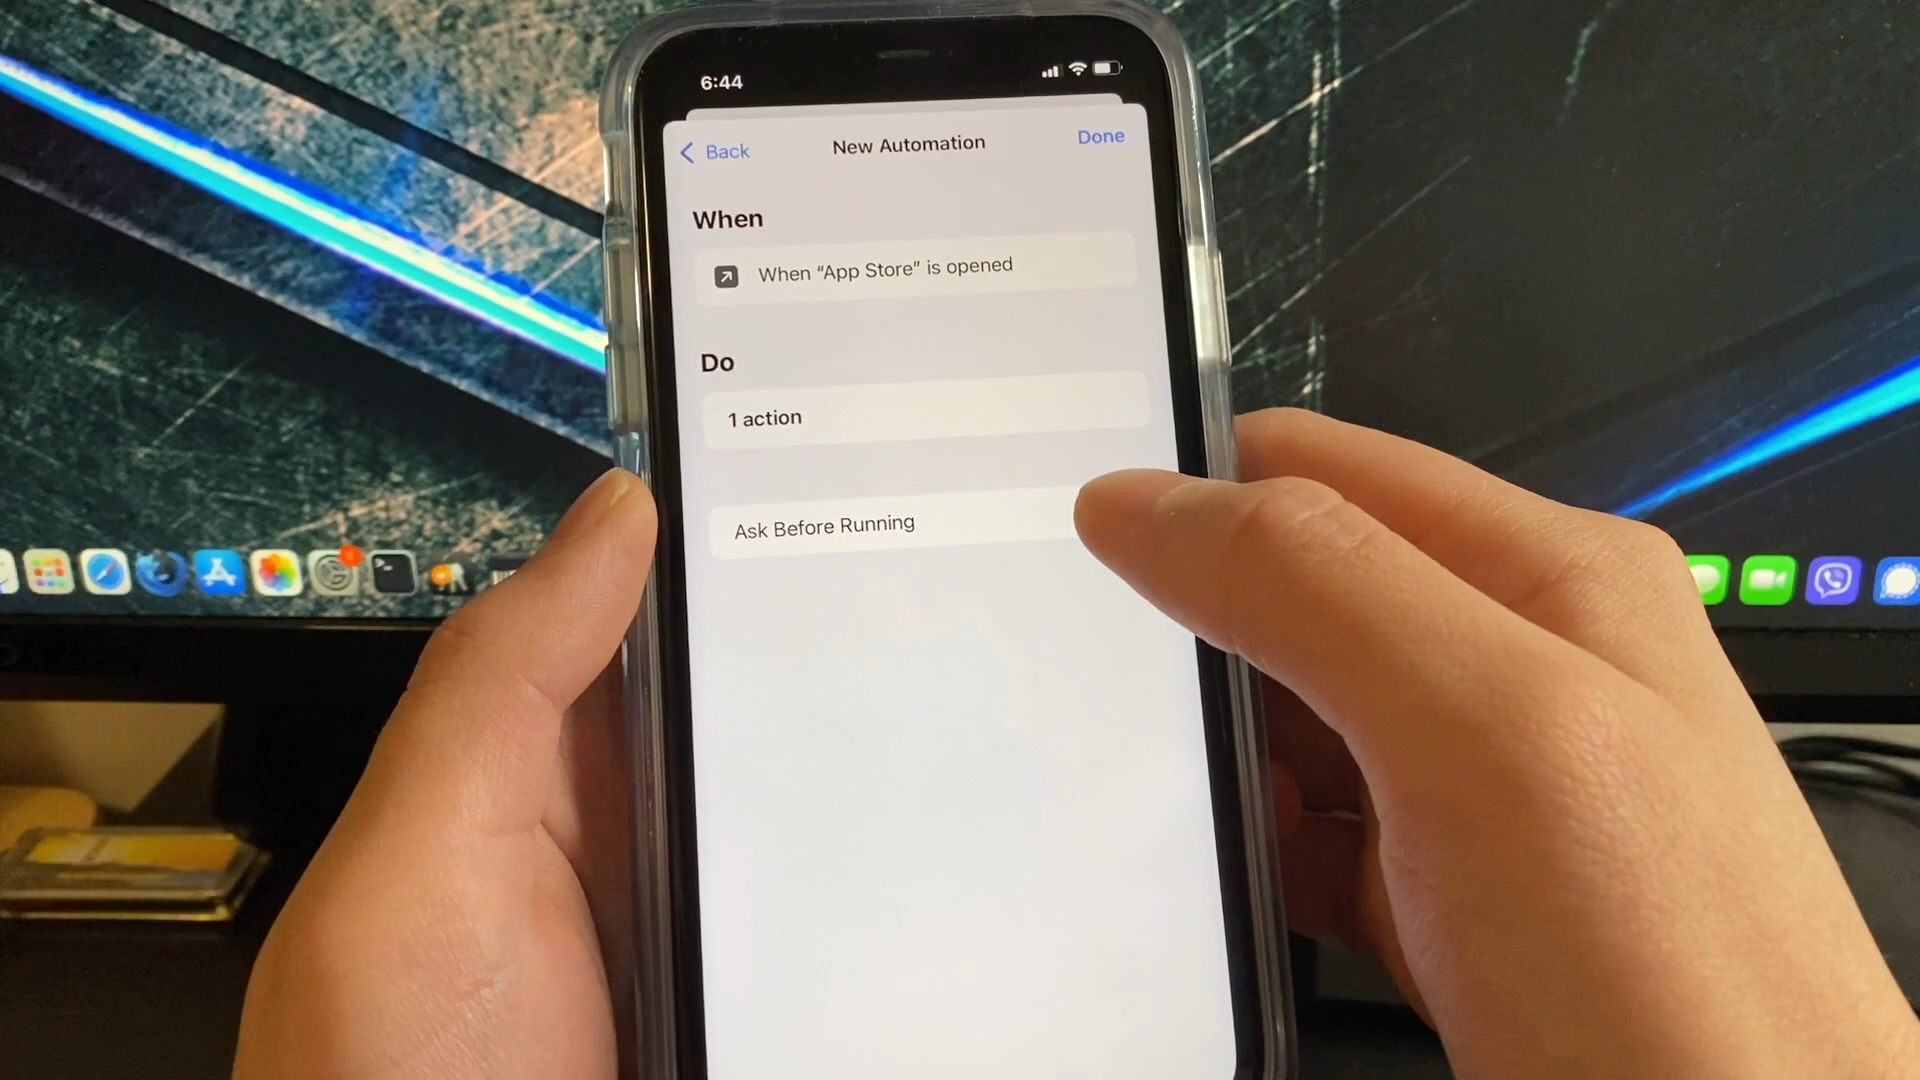 6:44
Back
New Automation
Done
When
When “App Store” is opened
Do
1 action
Ask Before Running